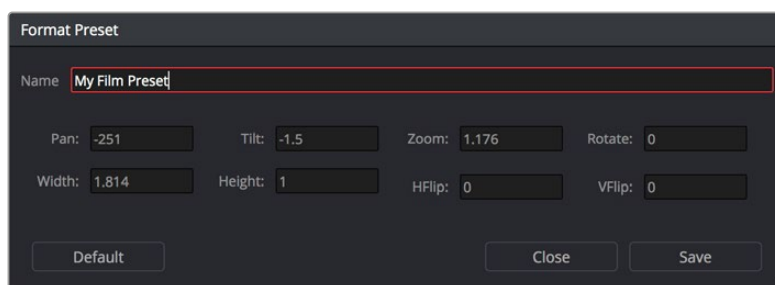 Format Preset
Name My Film Preset
Pan: -251 Tilt: -1.5 Zoom: 1.176 Rotate: 0
Width: 1.814 Height: 1 HFlip: 0 VFlip: 0
Default Close Save